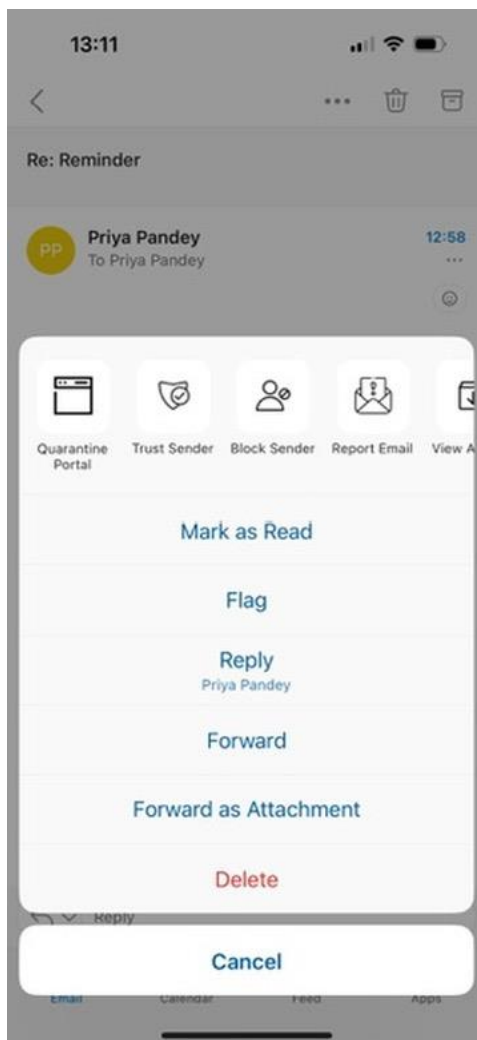 13:11
Re: Reminder
PP
Priya Pandey
12:58
To Priya Pandey
Quarantine
Portal
Trust Sender
Block Sender
Report Email
View A
Mark as Read
Flag
Reply
Priya Pandey
Forward
Forward as Attachment
Delete
Reply
Cancel
Email
Calendar
Feed
Apps